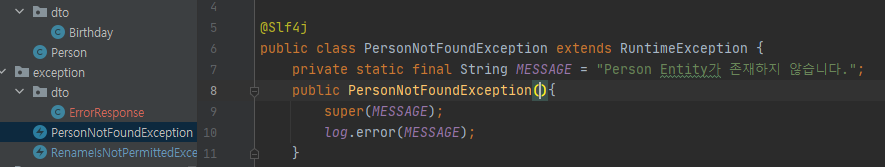 dto
Birthday
Person
exception
dto
ErrorResponse
PersonNotFoundException
RenameIsNotPermittedExce
4
5 @Slf4j
6 public class PersonNotFoundException extends RuntimeException {
7 private static final String MESSAGE = "Person Entity가 존재하지 않습니다.";
8 public PersonNotFoundException(){
9 super(MESSAGE);
10 log.error(MESSAGE);
11 }